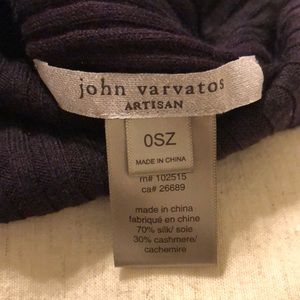 john varvatos
ARTISAN
OSZ
MADE IN CHINA
rn# 102515
ca# 26689
made in china
fabriqué en chine
70% silk/ soie
30% cashmere/
cachemire